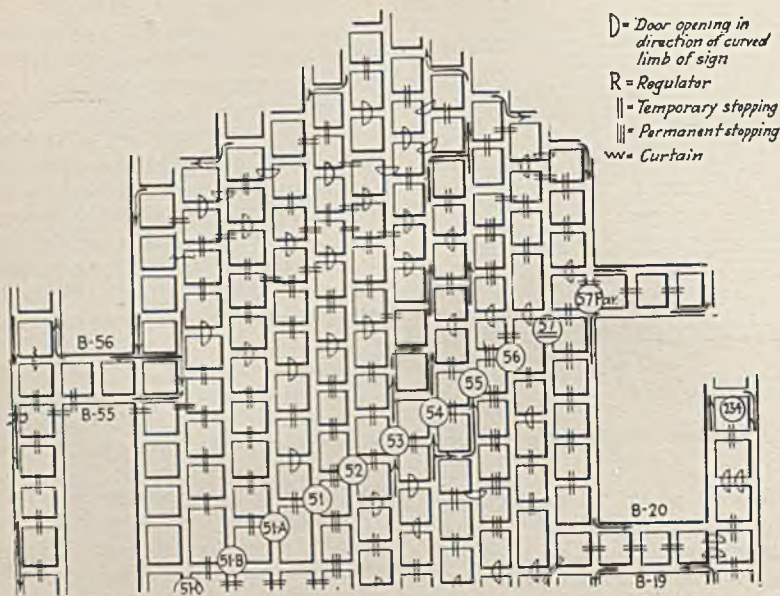 D = Door opening in
direction of curved
limb of sign
R = Regulator
|| = Temporary stopping
||| = Permanent stopping
= Curtain
57 Par.
57
B-56
56
55
B-55
54
234
53
52
51
B-20
51-A
51-B
B-19